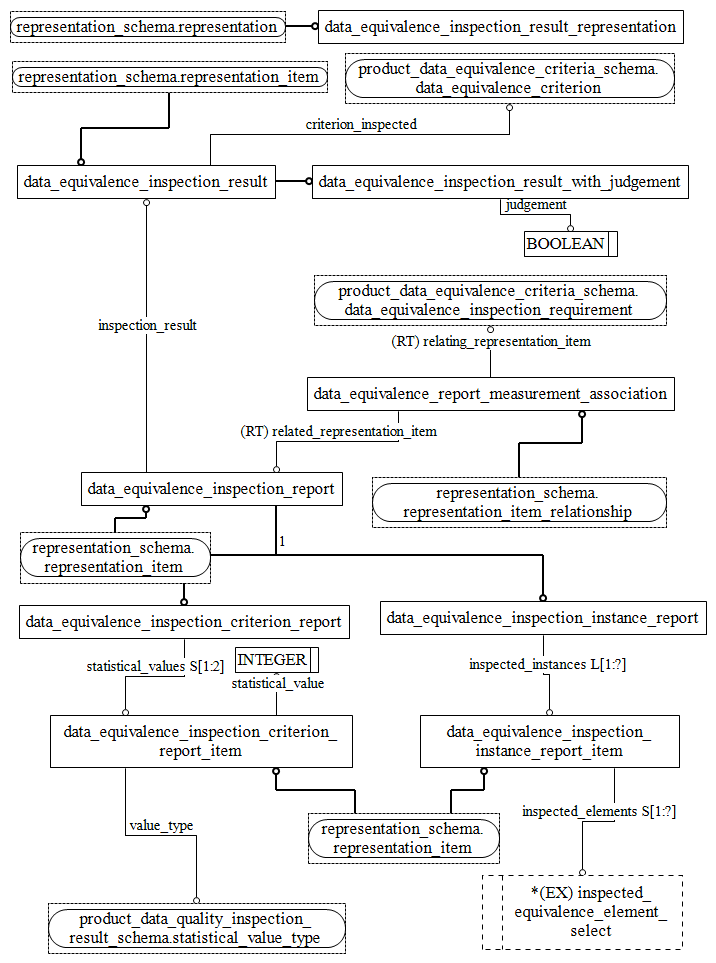 representation_schema.representation
data_equivalence_inspection_result_representation
representation_schema.representation_item
product_data_equivalence_criteria_schema.
data_equivalence_criterion
criterion_inspected
data_equivalence_inspection_result
data_equivalence_inspection_result_with_judgement
judgement
BOOLEAN
product_data_equivalence_criteria_schema.
data_equivalence_inspection_requirement
inspection_result
(RT) relating_representation_item
data_equivalence_report_measurement_association
(RT) related_representation_item
data_equivalence_inspection_report
representation_schema.
representation_item_relationship
1
representation_schema.
representation_item
data_equivalence_inspection_criterion_report
data_equivalence_inspection_instance_report
statistical_values S[1:2]
INTEGER
statistical_value
inspected_instances L[1:?]
data_equivalence_inspection_criterion_
report_item
data_equivalence_inspection_
instance_report_item
inspected_elements S[1:?]
value_type
representation_schema.
representation_item
*(EX) inspected_
equivalence_element_
select
product_data_quality_inspection_
result_schema.statistical_value_type